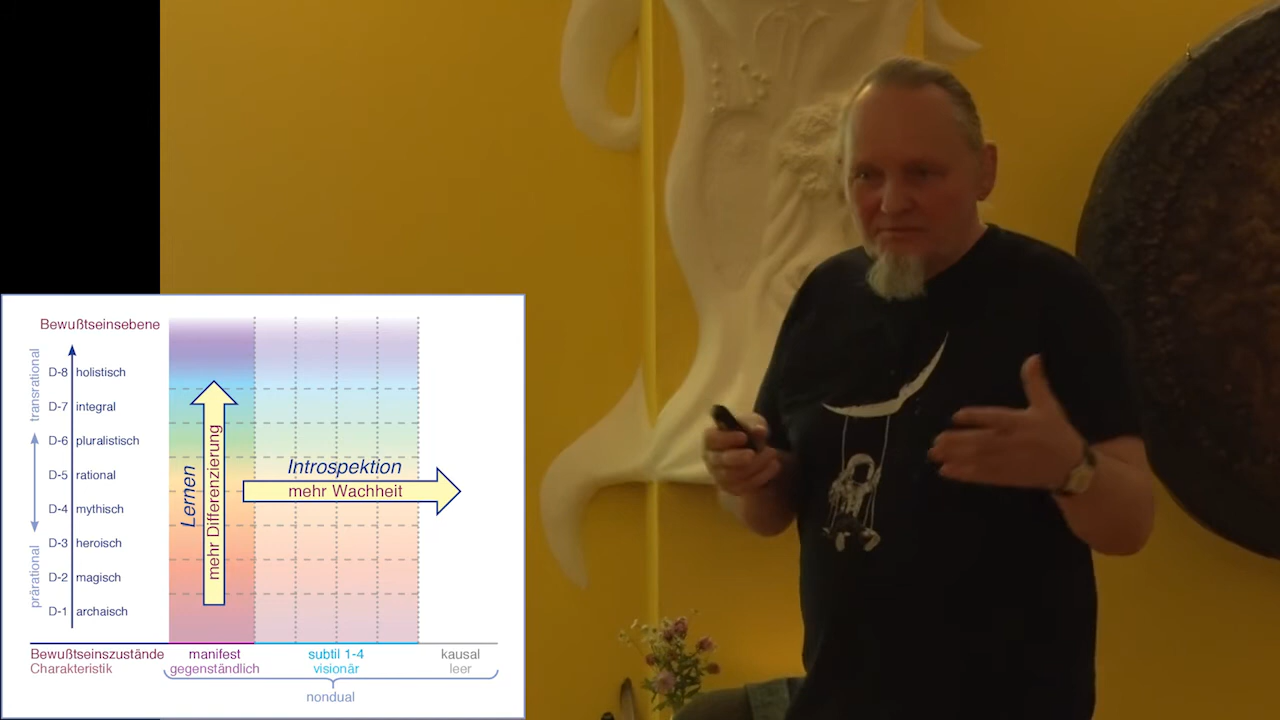 Bewußtseinsebene
transrational
prärational
D-8 holistisch
D-7 integral
D-6 pluralistisch
D-5 rational
D-4 mythisch
D-3 heroisch
D-2 magisch
D-1 archaisch
Lernen
mehr Differenzierung
Introspektion
mehr Wachheit
Bewußtseinszustände manifest subtil 1-4 kausal
Charakteristik gegenständlich visionär leer
nondual